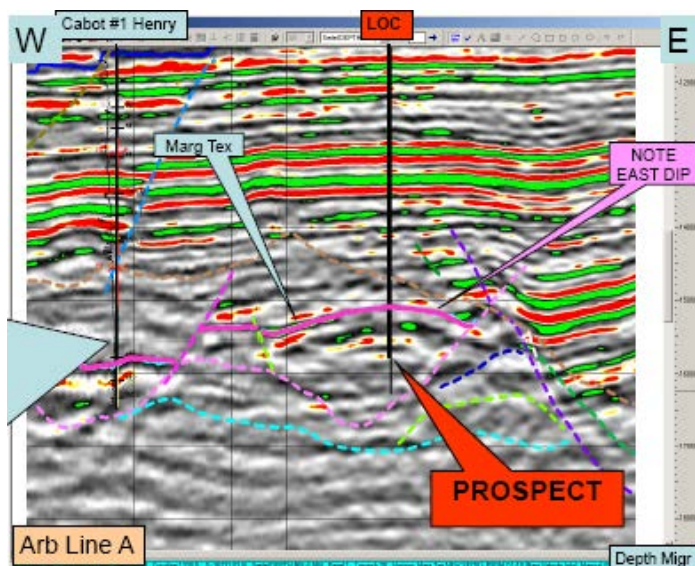 W
Cabot #1 Henry
LOC
E
Marg Tex
NOTE
EAST DIP
PROSPECT
Arb Line A
Depth Migr